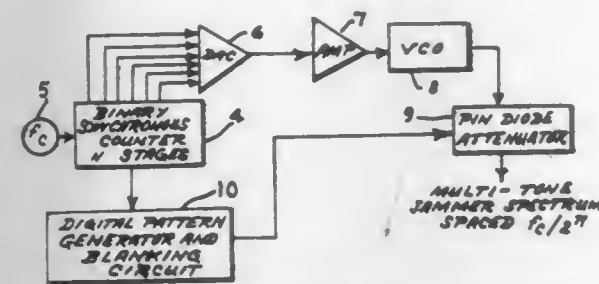 6
7
5
DAC
AMP
VCO
8
fc
BINARY
SYNCHRONOUS
COUNTER
N STAGES
4
9
PIN DIODE
ATTENUATOR
10
DIGITAL PATTERN
GENERATOR AND
BLANKING
CIRCUIT
MULTI-TONE
JAMMER SPECTRUM
SPACED fc/2n